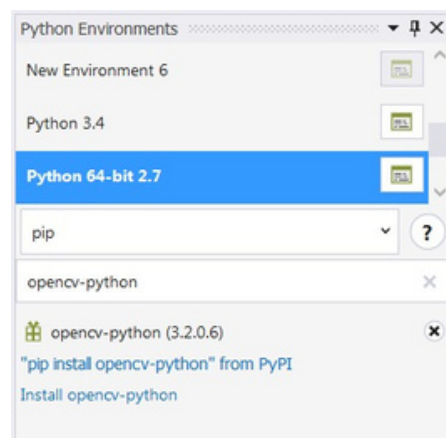 Python Environments
New Environment 6
Python 3.4
Python 64-bit 2.7
pip
?
opencv-python
opencv-python (3.2.0.6)
"pip install opencv-python" from PyPI
Install opencv-python